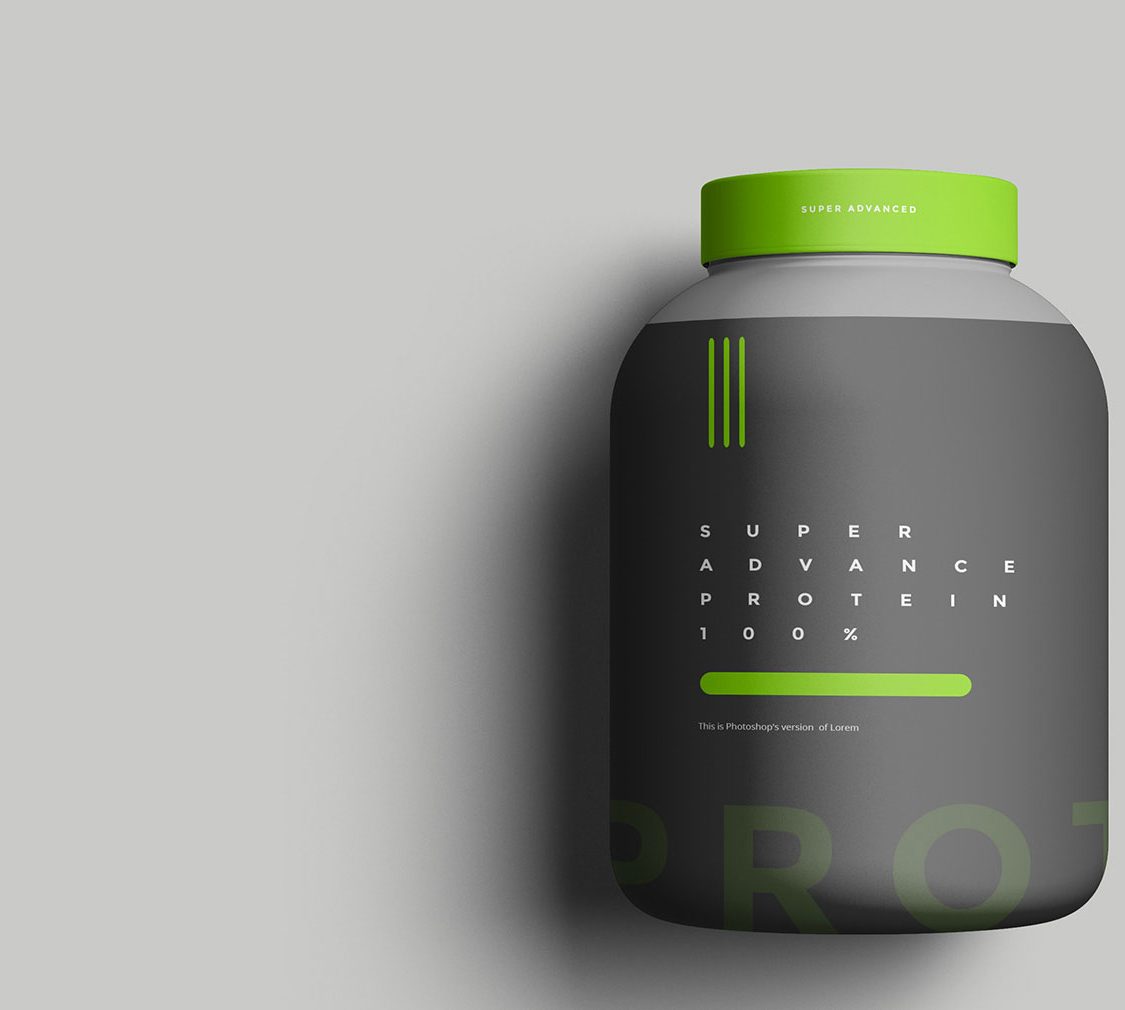 SUPER ADVANCED
SUPER
ADVANCE
PROTEIN
100%
This is Photoshop's version of Lorem
PROT